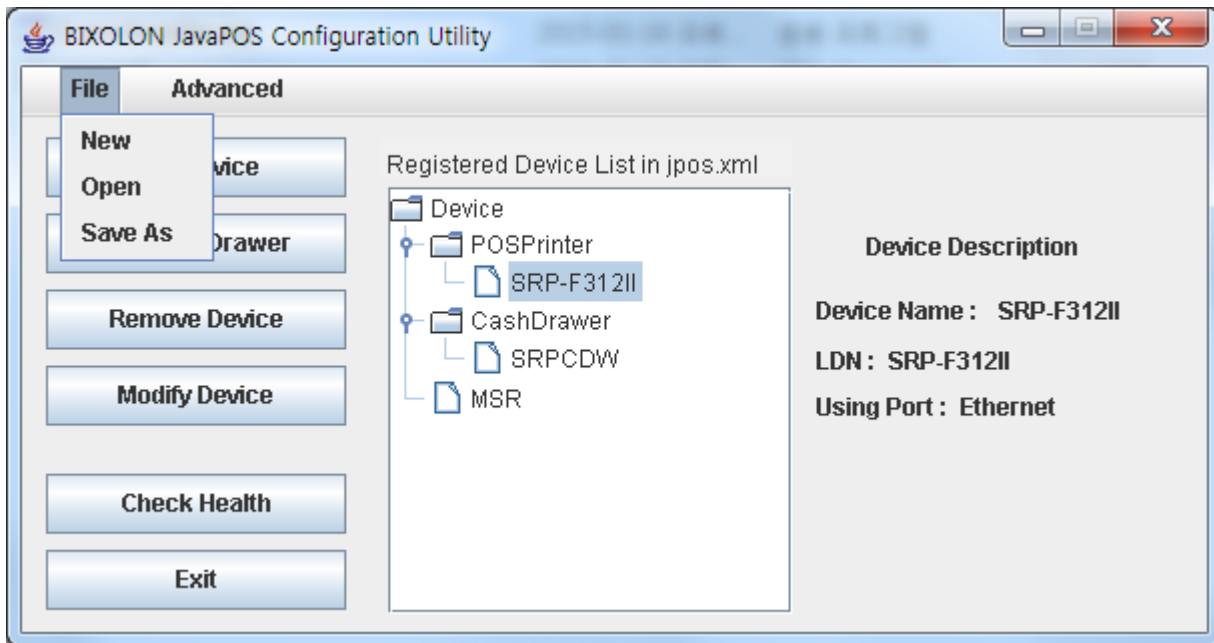 BIXOLON JavaPOS Configuration Utility
File Advanced
New
Open
Save As
vice
Drawer
Remove Device
Modify Device
Check Health
Exit
Registered Device List in jpos.xml
Device
POSPrinter
SRP-F312II
CashDrawer
SRPCDW
MSR
Device Description
Device Name : SRP-F312II
LDN : SRP-F312II
Using Port : Ethernet